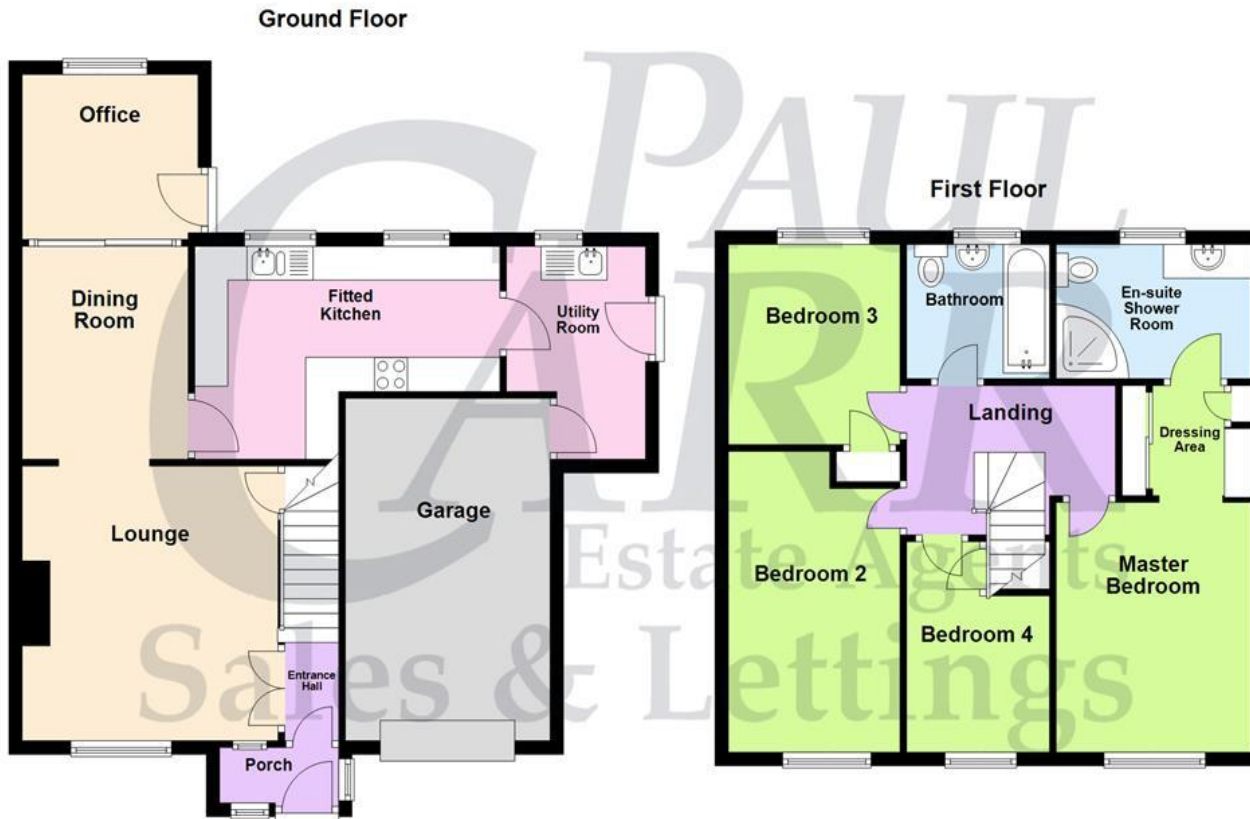 Ground Floor
Office
Dining
Room
Fitted
Kitchen
Utility
Room
Lounge
Garage
Entrance
Hall
Porch
First Floor
Bedroom 3
Bathroom
En-suite
Shower
Room
Landing
Dressing
Area
Bedroom 2
Master
Bedroom
Bedroom 4
PAUL
CARR
Estate Agents
Sales & Lettings